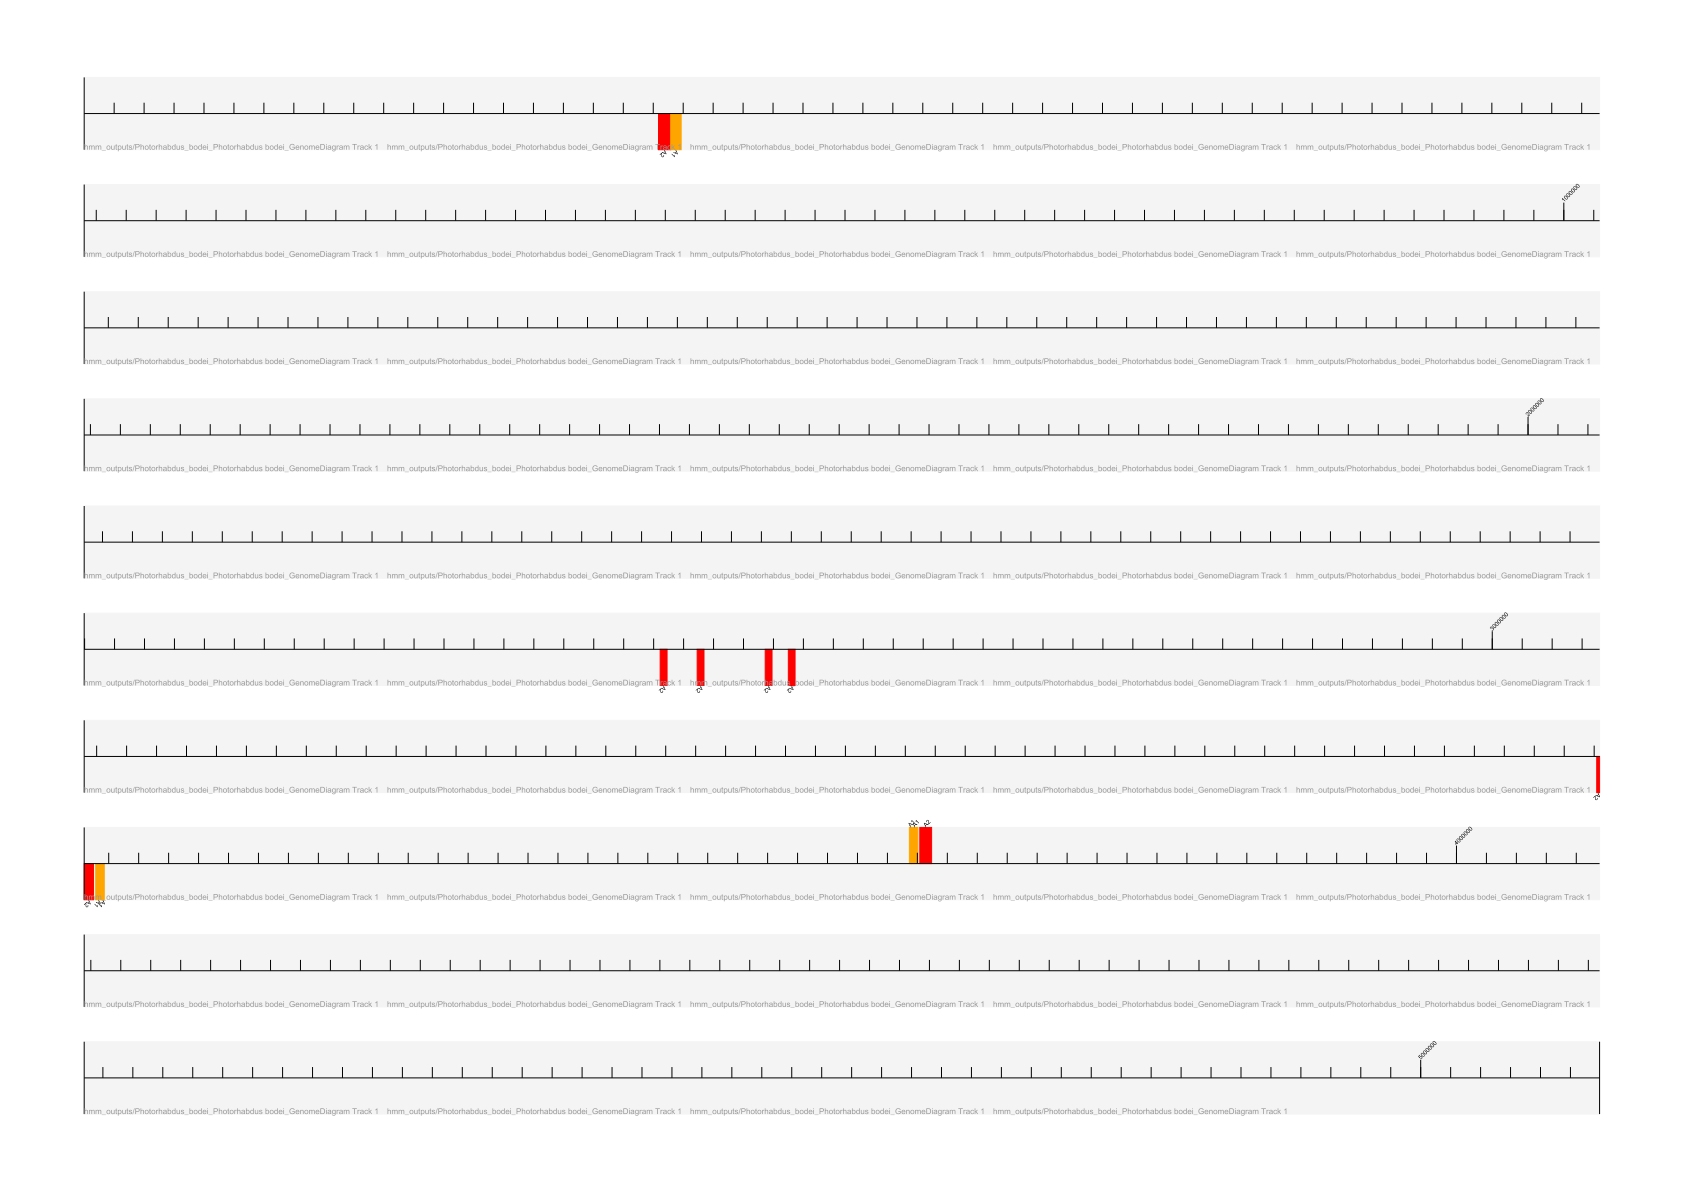 hmm_outputs/Photorhabdus_bodei_Photorhabdus bodei_GenomeDiagram Track 1 hmm_outputs/Photorhabdus_bodei_Photorhabdus bodei_GenomeDiagram Track 1 hmm_outputs/Photorhabdus_bodei_Photorhabdus bodei_GenomeDiagram Track 1 hmm_outputs/Photorhabdus_bodei_Photorhabdus bodei_GenomeDiagram Track 1 hmm_outputs/Photorhabdus_bodei_Photorhabdus bodei_GenomeDiagram Track 1
A2 A1
1000000
hmm_outputs/Photorhabdus_bodei_Photorhabdus bodei_GenomeDiagram Track 1 hmm_outputs/Photorhabdus_bodei_Photorhabdus bodei_GenomeDiagram Track 1 hmm_outputs/Photorhabdus_bodei_Photorhabdus bodei_GenomeDiagram Track 1 hmm_outputs/Photorhabdus_bodei_Photorhabdus bodei_GenomeDiagram Track 1 hmm_outputs/Photorhabdus_bodei_Photorhabdus bodei_GenomeDiagram Track 1
hmm_outputs/Photorhabdus_bodei_Photorhabdus bodei_GenomeDiagram Track 1 hmm_outputs/Photorhabdus_bodei_Photorhabdus bodei_GenomeDiagram Track 1 hmm_outputs/Photorhabdus_bodei_Photorhabdus bodei_GenomeDiagram Track 1 hmm_outputs/Photorhabdus_bodei_Photorhabdus bodei_GenomeDiagram Track 1 hmm_outputs/Photorhabdus_bodei_Photorhabdus bodei_GenomeDiagram Track 1
2000000
hmm_outputs/Photorhabdus_bodei_Photorhabdus bodei_GenomeDiagram Track 1 hmm_outputs/Photorhabdus_bodei_Photorhabdus bodei_GenomeDiagram Track 1 hmm_outputs/Photorhabdus_bodei_Photorhabdus bodei_GenomeDiagram Track 1 hmm_outputs/Photorhabdus_bodei_Photorhabdus bodei_GenomeDiagram Track 1 hmm_outputs/Photorhabdus_bodei_Photorhabdus bodei_GenomeDiagram Track 1
hmm_outputs/Photorhabdus_bodei_Photorhabdus bodei_GenomeDiagram Track 1 hmm_outputs/Photorhabdus_bodei_Photorhabdus bodei_GenomeDiagram Track 1 hmm_outputs/Photorhabdus_bodei_Photorhabdus bodei_GenomeDiagram Track 1 hmm_outputs/Photorhabdus_bodei_Photorhabdus bodei_GenomeDiagram Track 1 hmm_outputs/Photorhabdus_bodei_Photorhabdus bodei_GenomeDiagram Track 1
3000000
hmm_outputs/Photorhabdus_bodei_Photorhabdus bodei_GenomeDiagram Track 1 hmm_outputs/Photorhabdus_bodei_Photorhabdus bodei_GenomeDiagram Track 1 hmm_outputs/Photorhabdus_bodei_Photorhabdus bodei_GenomeDiagram Track 1 hmm_outputs/Photorhabdus_bodei_Photorhabdus bodei_GenomeDiagram Track 1 hmm_outputs/Photorhabdus_bodei_Photorhabdus bodei_GenomeDiagram Track 1
A2 A2 A2 A2
hmm_outputs/Photorhabdus_bodei_Photorhabdus bodei_GenomeDiagram Track 1 hmm_outputs/Photorhabdus_bodei_Photorhabdus bodei_GenomeDiagram Track 1 hmm_outputs/Photorhabdus_bodei_Photorhabdus bodei_GenomeDiagram Track 1 hmm_outputs/Photorhabdus_bodei_Photorhabdus bodei_GenomeDiagram Track 1 hmm_outputs/Photorhabdus_bodei_Photorhabdus bodei_GenomeDiagram Track 1
A2
A1 A1 A2
4000000
hmm_outputs/Photorhabdus_bodei_Photorhabdus bodei_GenomeDiagram Track 1 hmm_outputs/Photorhabdus_bodei_Photorhabdus bodei_GenomeDiagram Track 1 hmm_outputs/Photorhabdus_bodei_Photorhabdus bodei_GenomeDiagram Track 1 hmm_outputs/Photorhabdus_bodei_Photorhabdus bodei_GenomeDiagram Track 1 hmm_outputs/Photorhabdus_bodei_Photorhabdus bodei_GenomeDiagram Track 1
A2 A1 A1
hmm_outputs/Photorhabdus_bodei_Photorhabdus bodei_GenomeDiagram Track 1 hmm_outputs/Photorhabdus_bodei_Photorhabdus bodei_GenomeDiagram Track 1 hmm_outputs/Photorhabdus_bodei_Photorhabdus bodei_GenomeDiagram Track 1 hmm_outputs/Photorhabdus_bodei_Photorhabdus bodei_GenomeDiagram Track 1 hmm_outputs/Photorhabdus_bodei_Photorhabdus bodei_GenomeDiagram Track 1
5000000
hmm_outputs/Photorhabdus_bodei_Photorhabdus bodei_GenomeDiagram Track 1 hmm_outputs/Photorhabdus_bodei_Photorhabdus bodei_GenomeDiagram Track 1 hmm_outputs/Photorhabdus_bodei_Photorhabdus bodei_GenomeDiagram Track 1 hmm_outputs/Photorhabdus_bodei_Photorhabdus bodei_GenomeDiagram Track 1